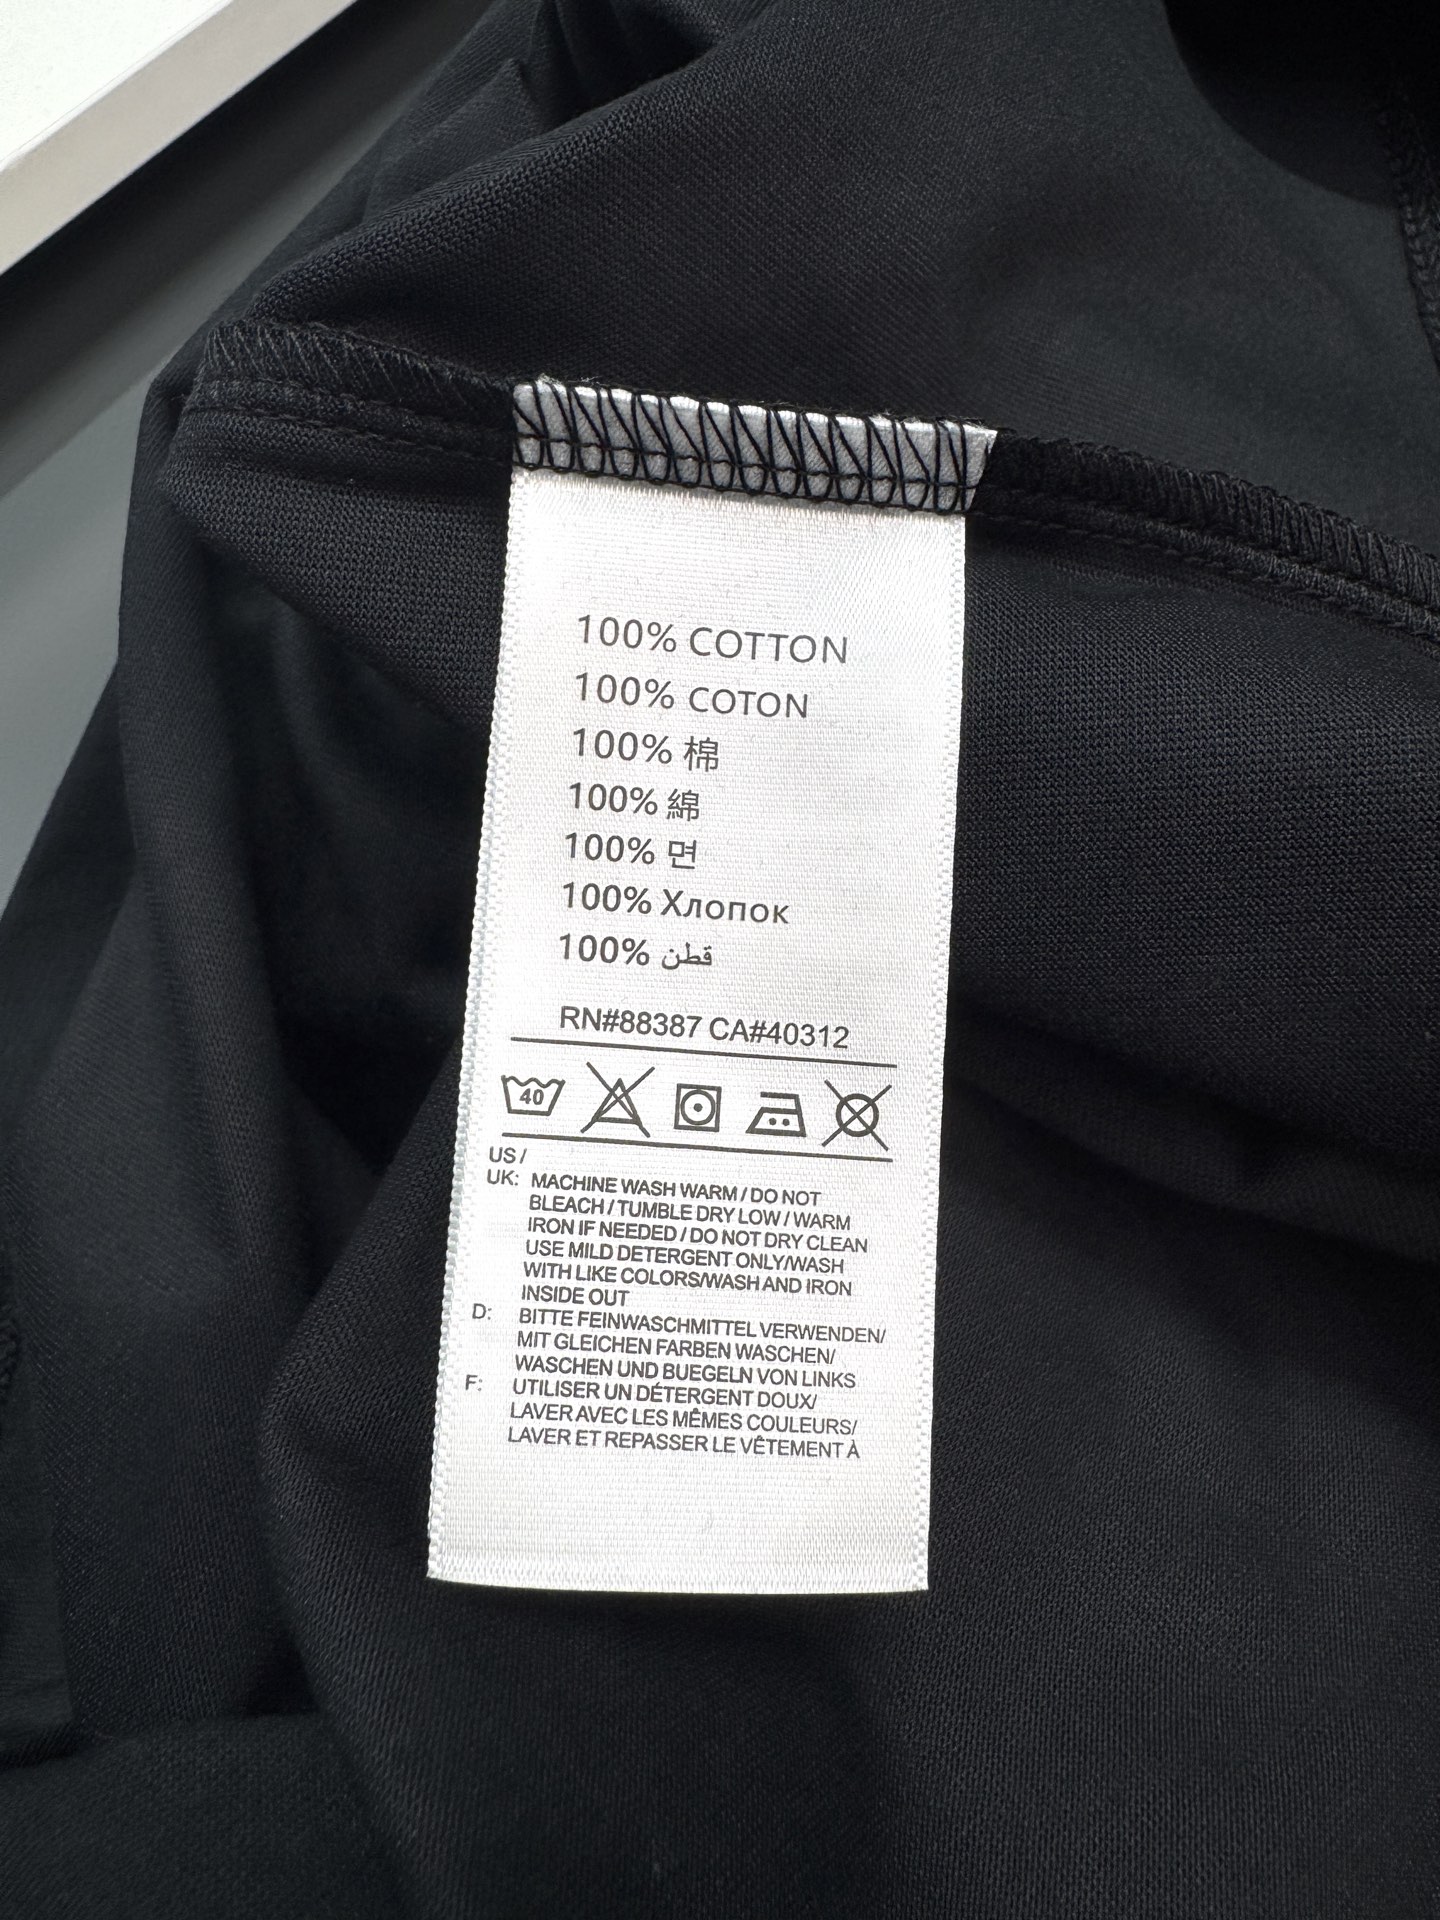 100% COTTON
100% COTON
100% 棉
100% 綿
100% 면
100% Хлопок
100% قطن
RN#88387 CA#40312
40
US /
UK: MACHINE WASH WARM / DO NOT
BLEACH / TUMBLE DRY LOW / WARM
IRON IF NEEDED / DO NOT DRY CLEAN
USE MILD DETERGENT ONLY/WASH
WITH LIKE COLORS/WASH AND IRON
INSIDE OUT
D: BITTE FEINWASCHMITTEL VERWENDEN/
MIT GLEICHEN FARBEN WASCHEN/
WASCHEN UND BUEGELN VON LINKS
F: UTILISER UN DÉTERGENT DOUX/
LAVER AVEC LES MÊMES COULEURS/
LAVER ET REPASSER LE VÊTEMENT À